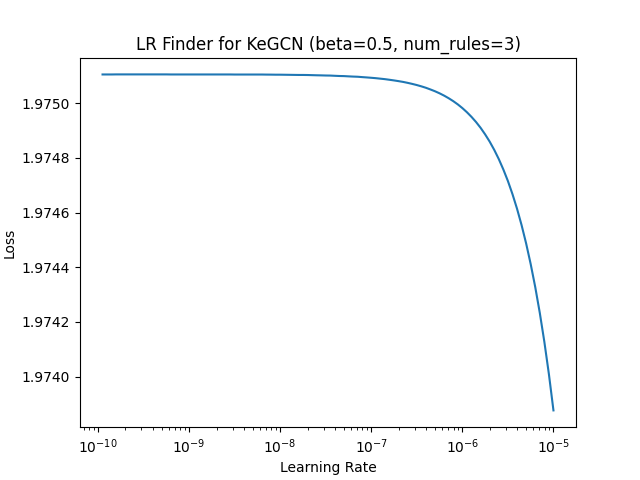 LR Finder for KeGCN (beta=0.5, num_rules=3)
1.9750
1.9748
1.9746
1.9744
1.9742
1.9740
Loss
10⁻¹⁰ 10⁻⁹ 10⁻⁸ 10⁻⁷ 10⁻⁶ 10⁻⁵
Learning Rate